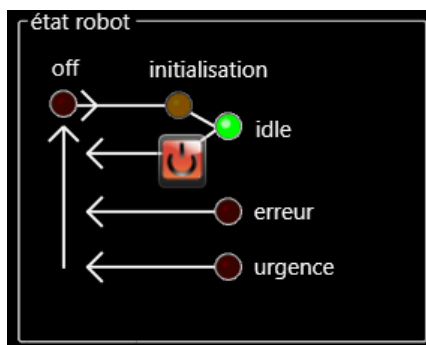 état robot
off
initialisation
idle
erreur
urgence